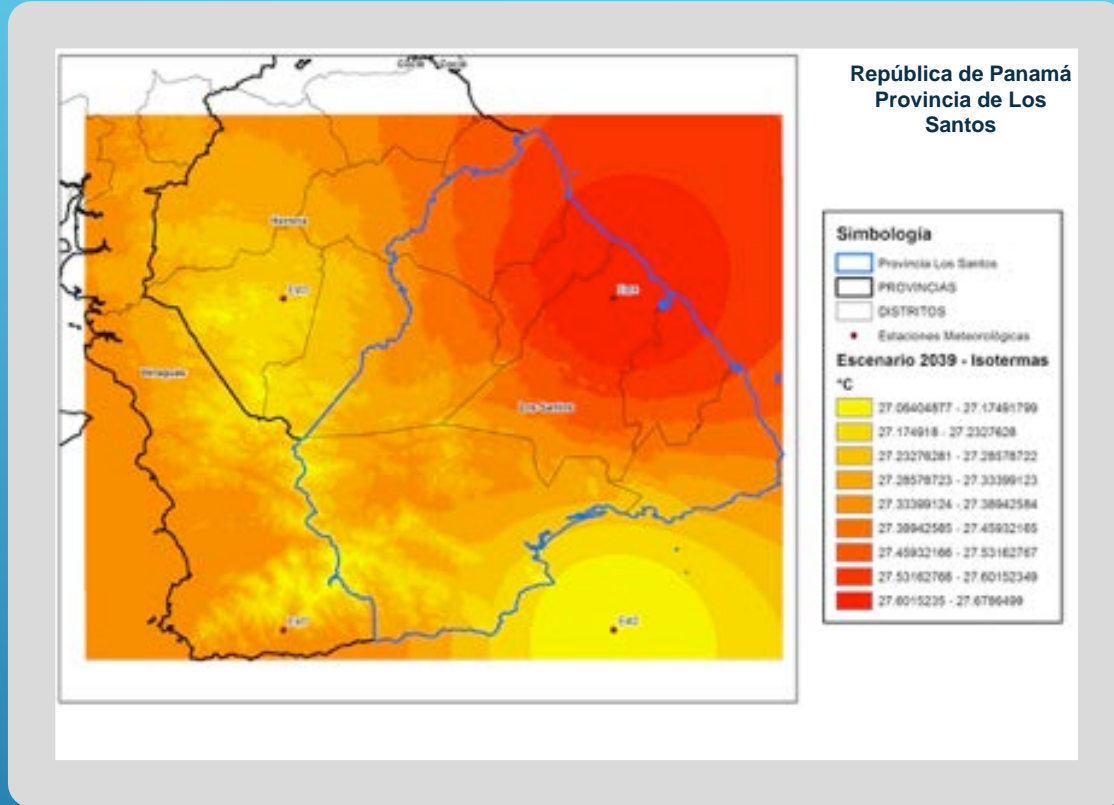 República de Panamá
Provincia de Los
Santos
Coclé Coclé
Herrera
Veraguas
Los Santos
Simbología
Provincia Los Santos
PROVINCIAS
DISTRITOS
Estaciones Meteorológicas
Escenario 2039 - Isotermas
°C
27.06404877 - 27.17491799
27.174918 - 27.2327628
27.23276281 - 27.28578722
27.28578723 - 27.33399123
27.33399124 - 27.38942584
27.38942585 - 27.45932165
27.45932166 - 27.53162767
27.53162768 - 27.60152349
27.6015235 - 27.6786499